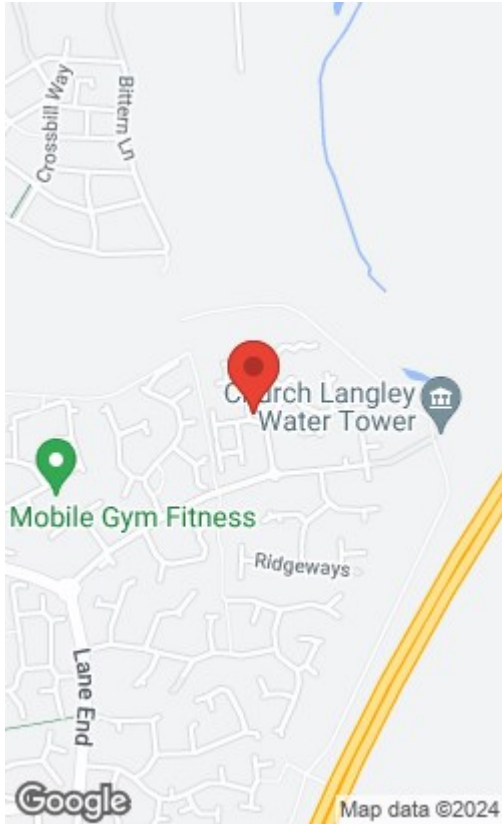 Crossbill Way
Bittern Ln
Church Langley
Water Tower
Mobile Gym Fitness
Ridgeways
Lane End
Google
Map data ©2024